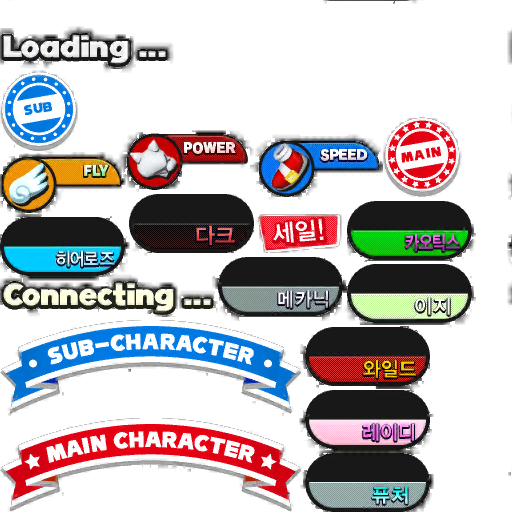 Loading ...
SUB
POWER
SPEED
MAIN
FLY
다크
세일!
카오틱스
히어로즈
Connecting ...
메카닉
이지
SUB-CHARACTER
와일드
레이디
MAIN CHARACTER
퓨처